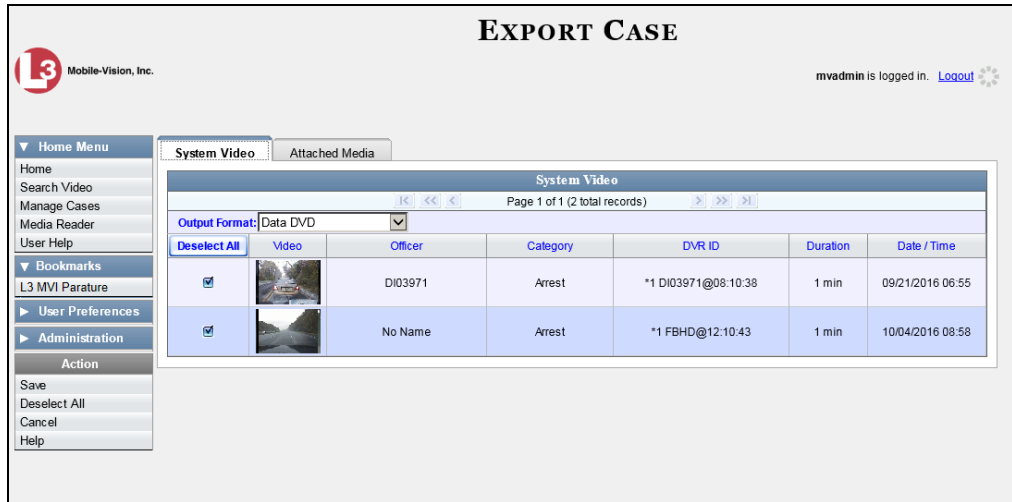 EXPORT CASE
L3 Mobile-Vision, Inc.
mvadmin is logged in. Logout
▼ Home Menu
Home
Search Video
Manage Cases
Media Reader
User Help
▼ Bookmarks
L3 MVI Parature
► User Preferences
► Administration
Action
Save
Deselect All
Cancel
Help
System Video Attached Media
System Video
|< << < Page 1 of 1 (2 total records) > >> >|
Output Format: Data DVD
Deselect All Video Officer Category DVR ID Duration Date / Time
DI03971 Arrest *1 DI03971@08:10:38 1 min 09/21/2016 06:55
No Name Arrest *1 FBHD@12:10:43 1 min 10/04/2016 08:58